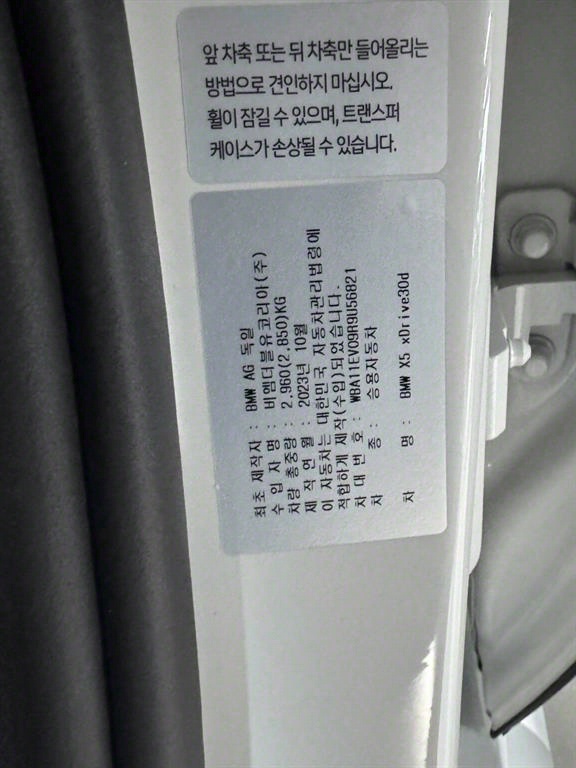 앞 차축 또는 뒤 차축만 들어올리는
방법으로 견인하지 마십시오.
휠이 잠길 수 있으며, 트랜스퍼
케이스가 손상될 수 있습니다.
최초 제작자 : BMW AG 독일
수 입 자 명 : 비엠더블유코리아(주)
차량 총중량 : 2,960(2,850)KG
제 작 연 월 : 2023년 10월
이 자동차는 대한민국 자동차관리법령에
적합하게 제작(수입)되었습니다.
차 대 번 호 : WBA11EV09R9U56821
차 종 : 승용자동차
차 명 : BMW X5 xDrive30d